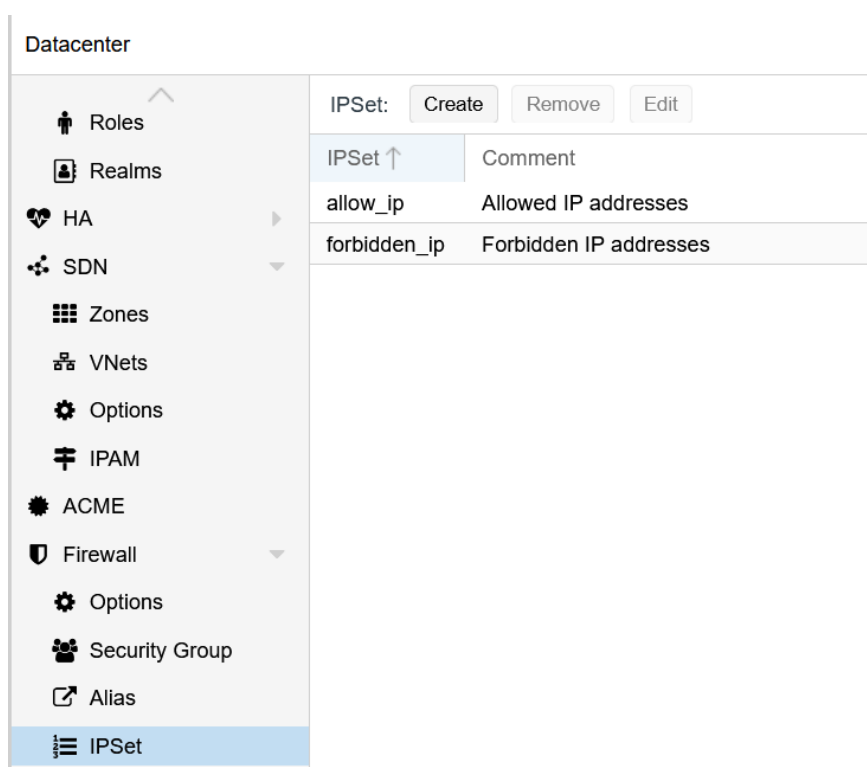 Datacenter
Roles
Realms
HA
SDN
Zones
VNets
Options
IPAM
ACME
Firewall
Options
Security Group
Alias
IPSet
IPSet: Create Remove Edit
IPSet Comment
allow_ip Allowed IP addresses
forbidden_ip Forbidden IP addresses